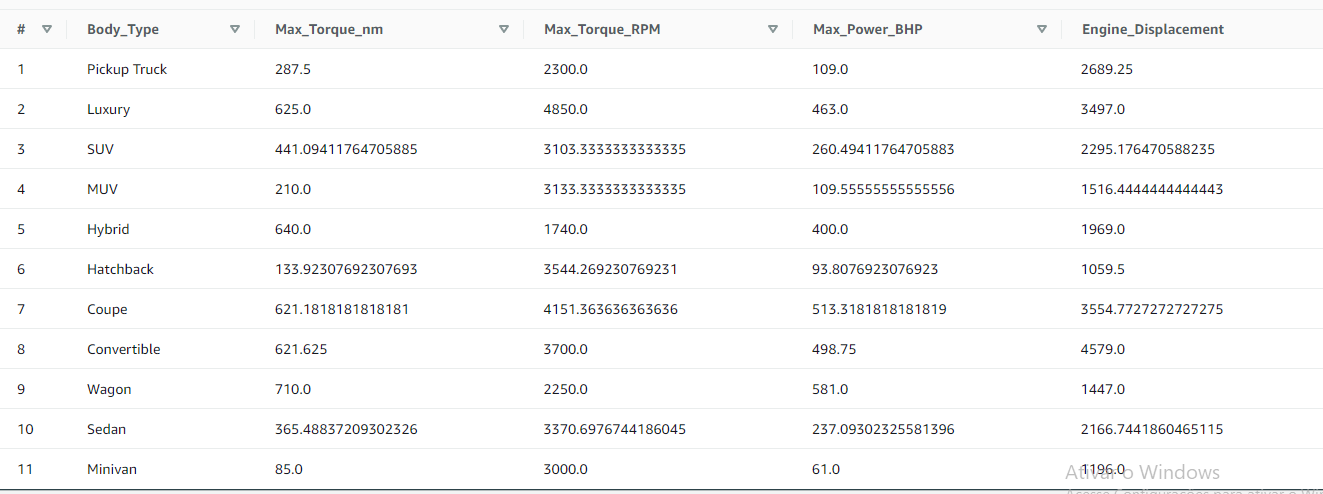 # Body_Type Max_Torque_nm Max_Torque_RPM Max_Power_BHP Engine_Displacement
1 Pickup Truck 287.5 2300.0 109.0 2689.25
2 Luxury 625.0 4850.0 463.0 3497.0
3 SUV 441.09411764705885 3103.3333333333335 260.49411764705883 2295.176470588235
4 MUV 210.0 3133.3333333333335 109.55555555555556 1516.4444444444443
5 Hybrid 640.0 1740.0 400.0 1969.0
6 Hatchback 133.92307692307693 3544.269230769231 93.8076923076923 1059.5
7 Coupe 621.1818181818181 4151.363636363636 513.3181818181819 3554.7727272727275
8 Convertible 621.625 3700.0 498.75 4579.0
9 Wagon 710.0 2250.0 581.0 1447.0
10 Sedan 365.48837209302326 3370.6976744186045 237.09302325581396 2166.7441860465115
11 Minivan 85.0 3000.0 61.0 1196.0
Ativar o Windows